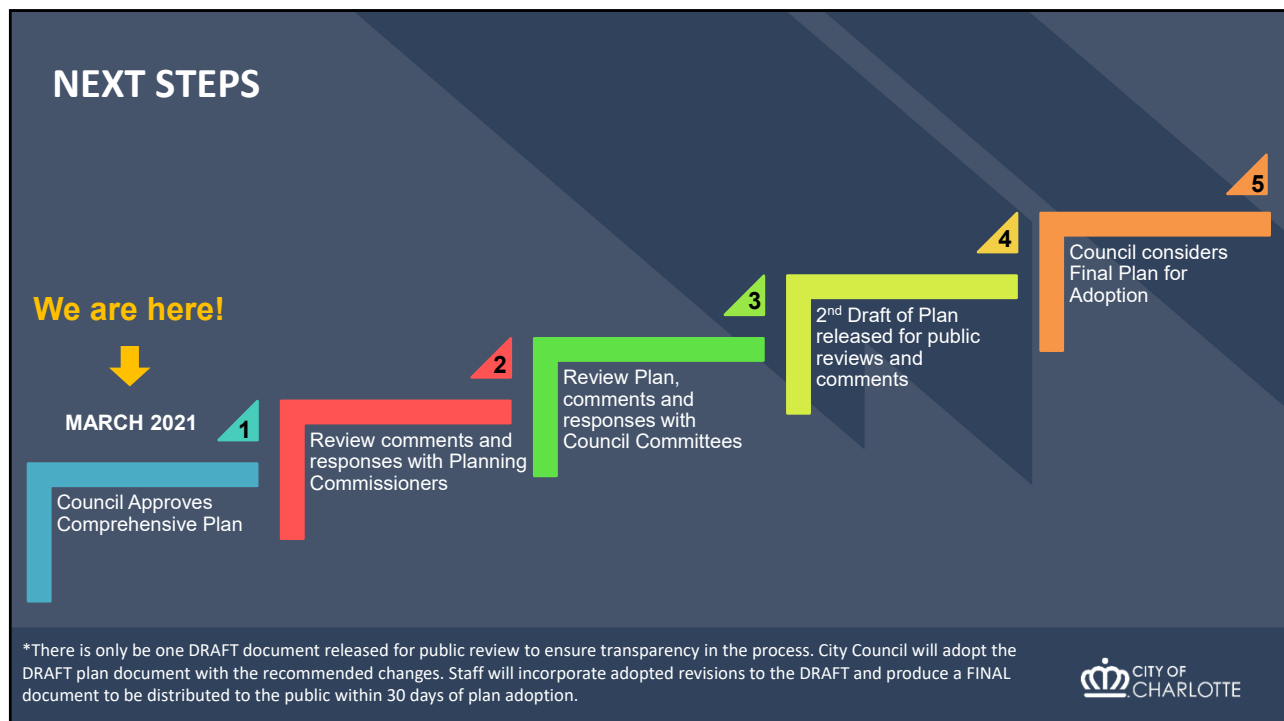 NEXT STEPS
We are here!
MARCH 2021
1
Council Approves
Comprehensive Plan
2
Review comments and
responses with Planning
Commissioners
3
Review Plan,
comments and
responses with
Council Committees
4
2nd Draft of Plan
released for public
reviews and
comments
5
Council considers
Final Plan for
Adoption
*There is only be one DRAFT document released for public review to ensure transparency in the process. City Council will adopt the
DRAFT plan document with the recommended changes. Staff will incorporate adopted revisions to the DRAFT and produce a FINAL
document to be distributed to the public within 30 days of plan adoption.
CITY OF
CHARLOTTE